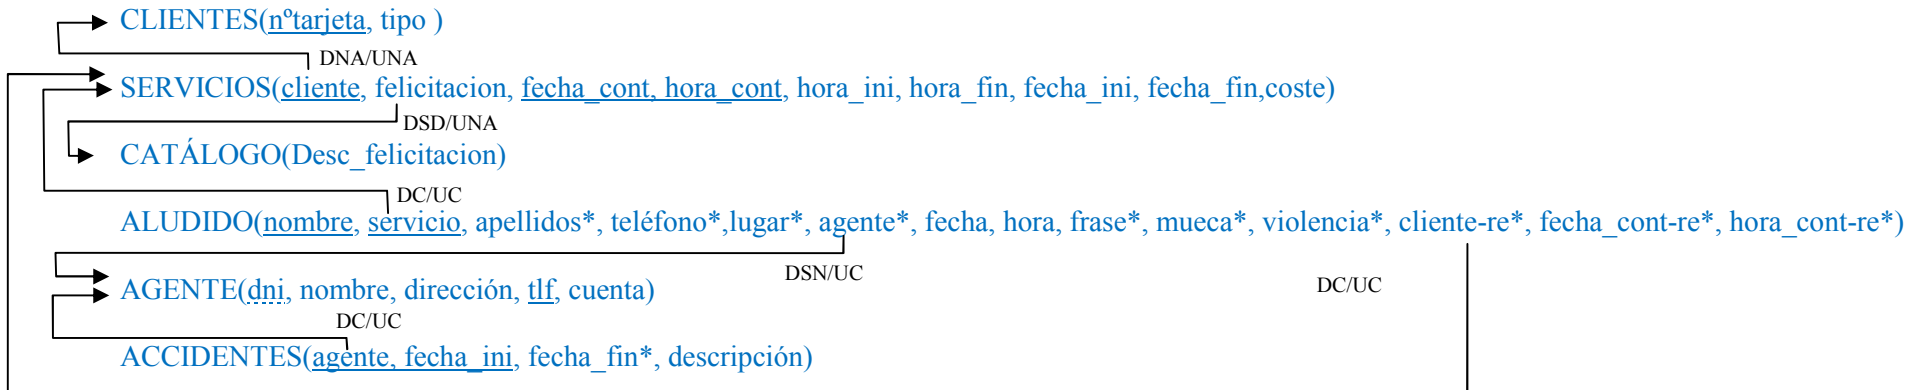 CLIENTES(nºtarjeta, tipo )
DNA/UNA
SERVICIOS(cliente, felicitacion, fecha_cont, hora_cont, hora_ini, hora_fin, fecha_ini, fecha_fin,coste)
DSD/UNA
CATÁLOGO(Desc_felicitacion)
DC/UC
ALUDIDO(nombre, servicio, apellidos*, teléfono*,lugar*, agente*, fecha, hora, frase*, mueca*, violencia*, cliente-re*, fecha_cont-re*, hora_cont-re*)
DSN/UC
DC/UC
AGENTE(dni, nombre, dirección, tlf, cuenta)
DC/UC
ACCIDENTES(agente, fecha_ini, fecha_fin*, descripción)